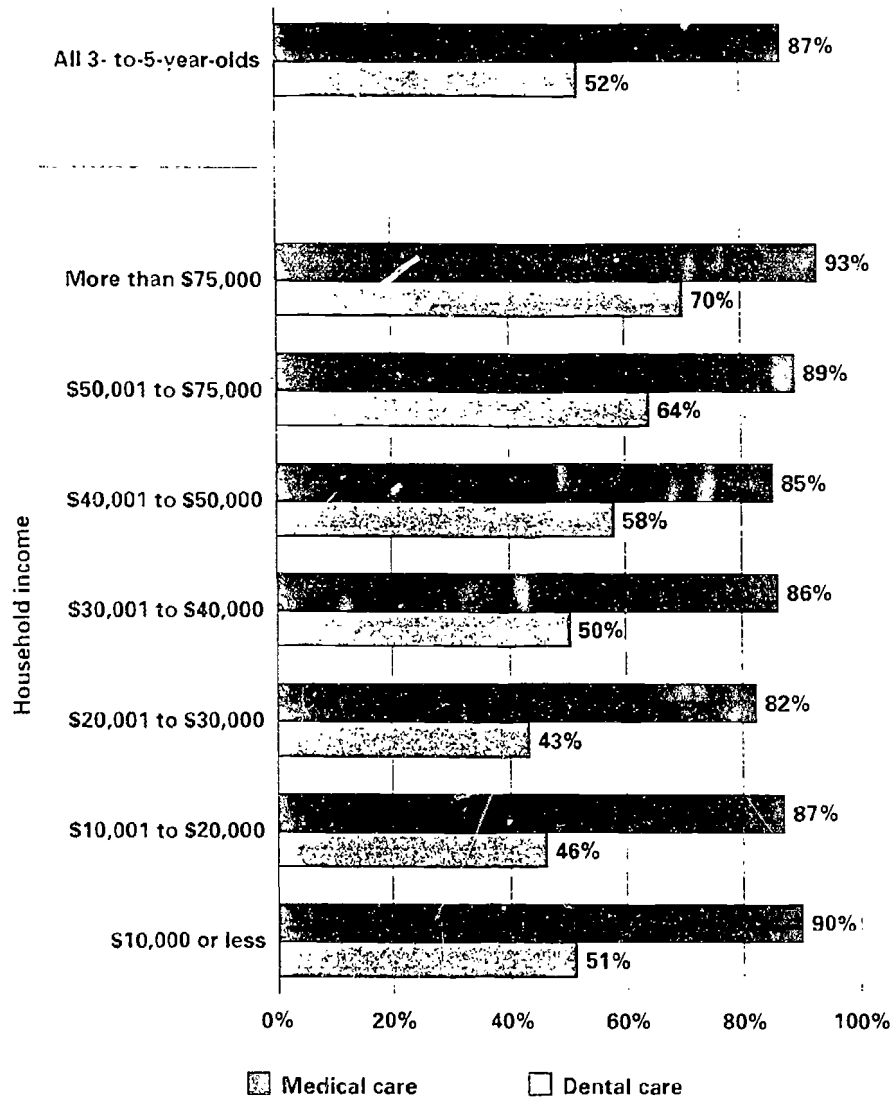 All 3- to-5-year-olds
87%
52%
More than $75,000
93%
70%
$50,001 to $75,000
89%
64%
$40,001 to $50,000
85%
58%
$30,001 to $40,000
86%
50%
$20,001 to $30,000
82%
43%
$10,001 to $20,000
87%
46%
$10,000 or less
90%
51%
Household income
0% 20% 40% 60% 80% 100%
Medical care Dental care